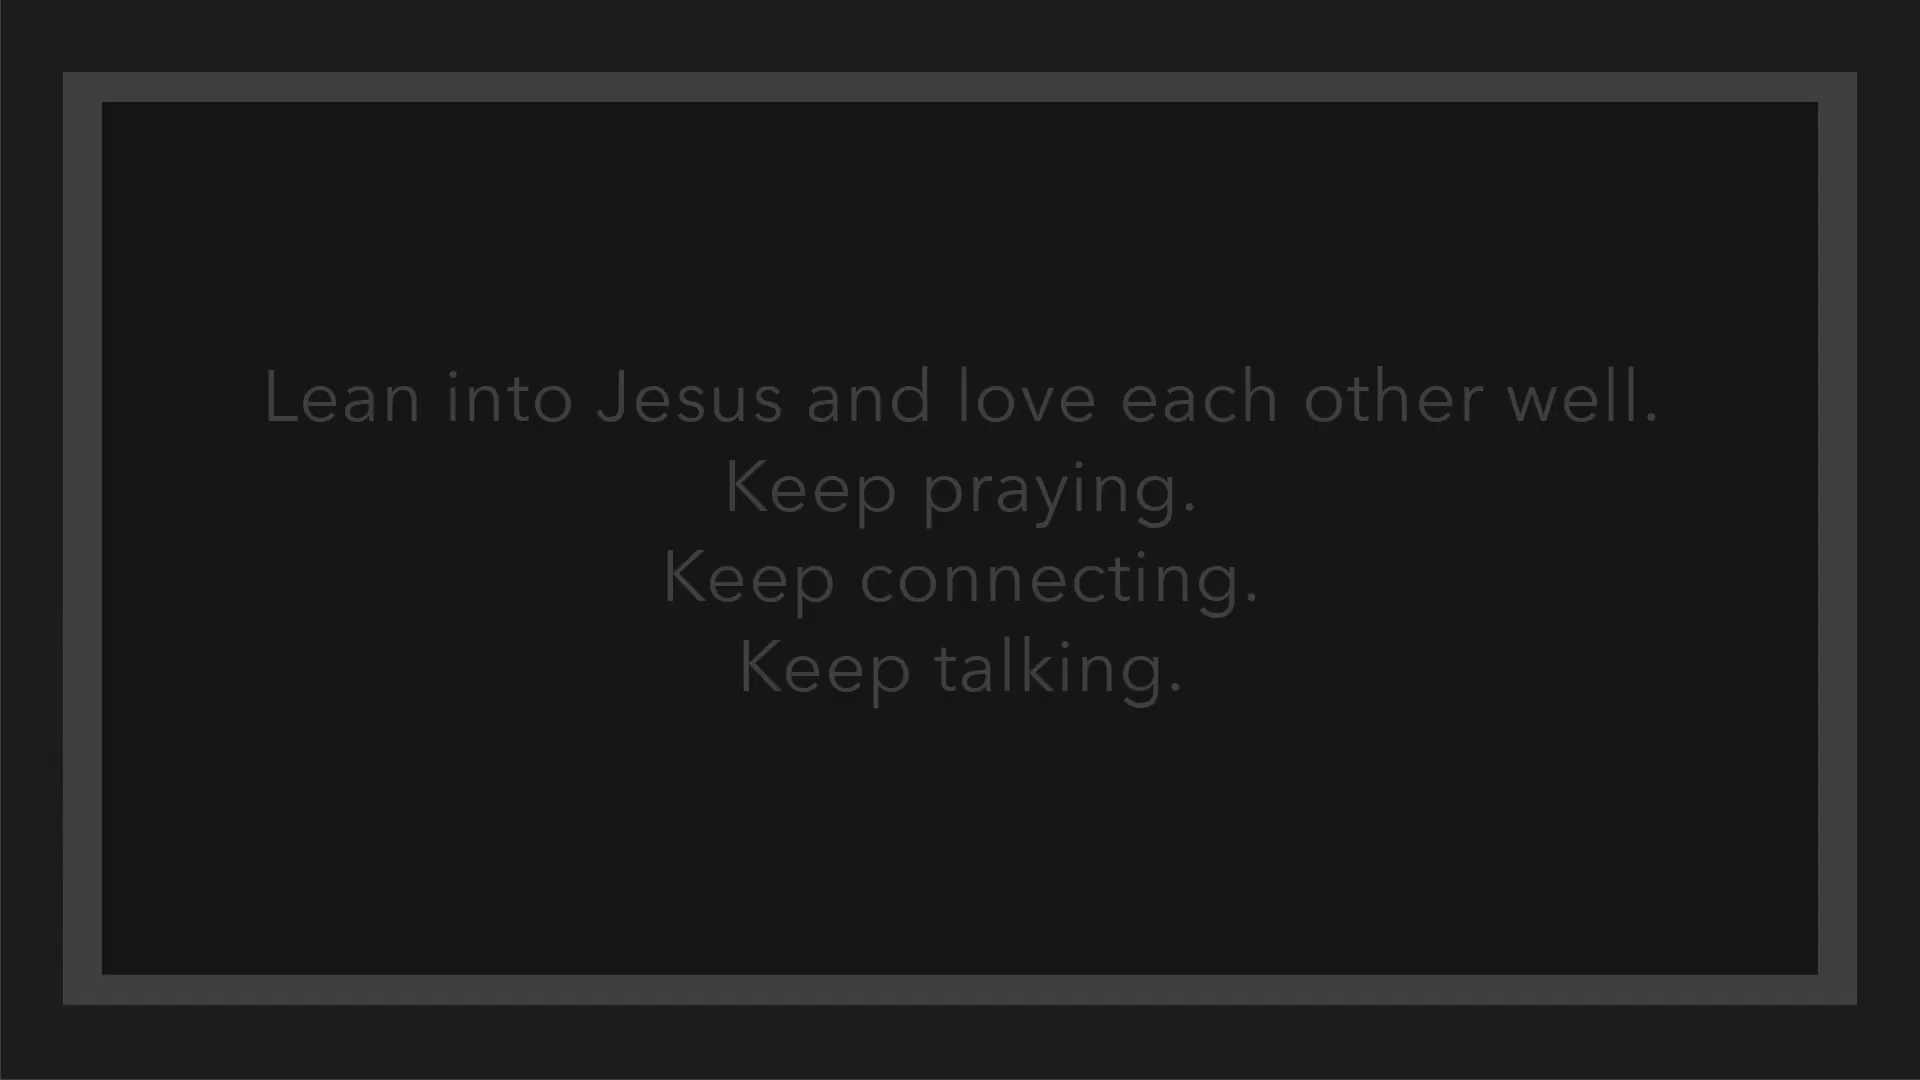 Lean into Jesus and love each other well.
Keep praying.
Keep connecting.
Keep talking.